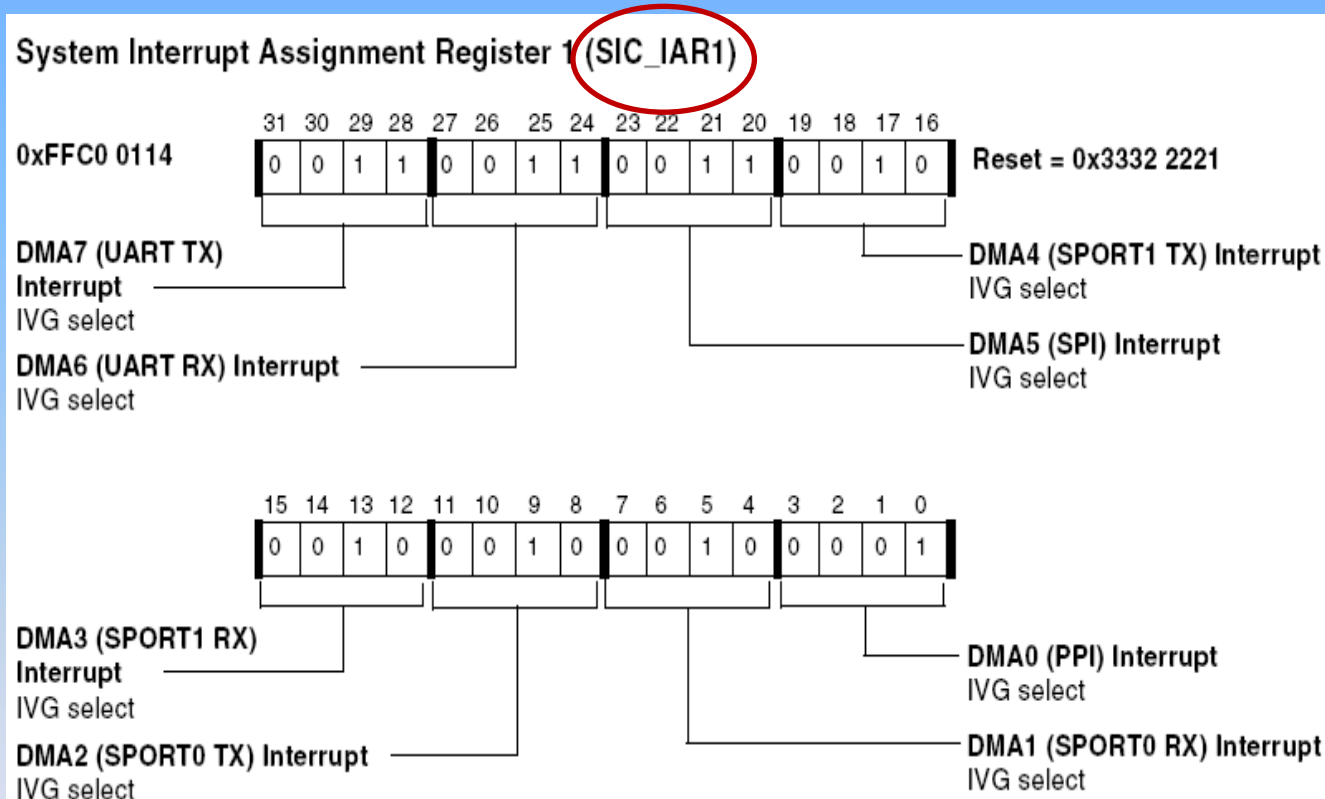 System Interrupt Assignment Register 1 (SIC_IAR1)
31 30 29 28 27 26 25 24 23 22 21 20 19 18 17 16
0xFFC0 0114
0 0 1 1 0 0 1 1 0 0 1 1 0 0 1 0
Reset = 0x3332 2221
DMA7 (UART TX)
Interrupt
IVG select
DMA6 (UART RX) Interrupt
IVG select
DMA4 (SPORT1 TX) Interrupt
IVG select
DMA5 (SPI) Interrupt
IVG select
15 14 13 12 11 10 9 8 7 6 5 4 3 2 1 0
0 0 1 0 0 0 1 0 0 0 1 0 0 0 0 1
DMA3 (SPORT1 RX)
Interrupt
IVG select
DMA2 (SPORT0 TX) Interrupt
IVG select
DMA0 (PPI) Interrupt
IVG select
DMA1 (SPORT0 RX) Interrupt
IVG select